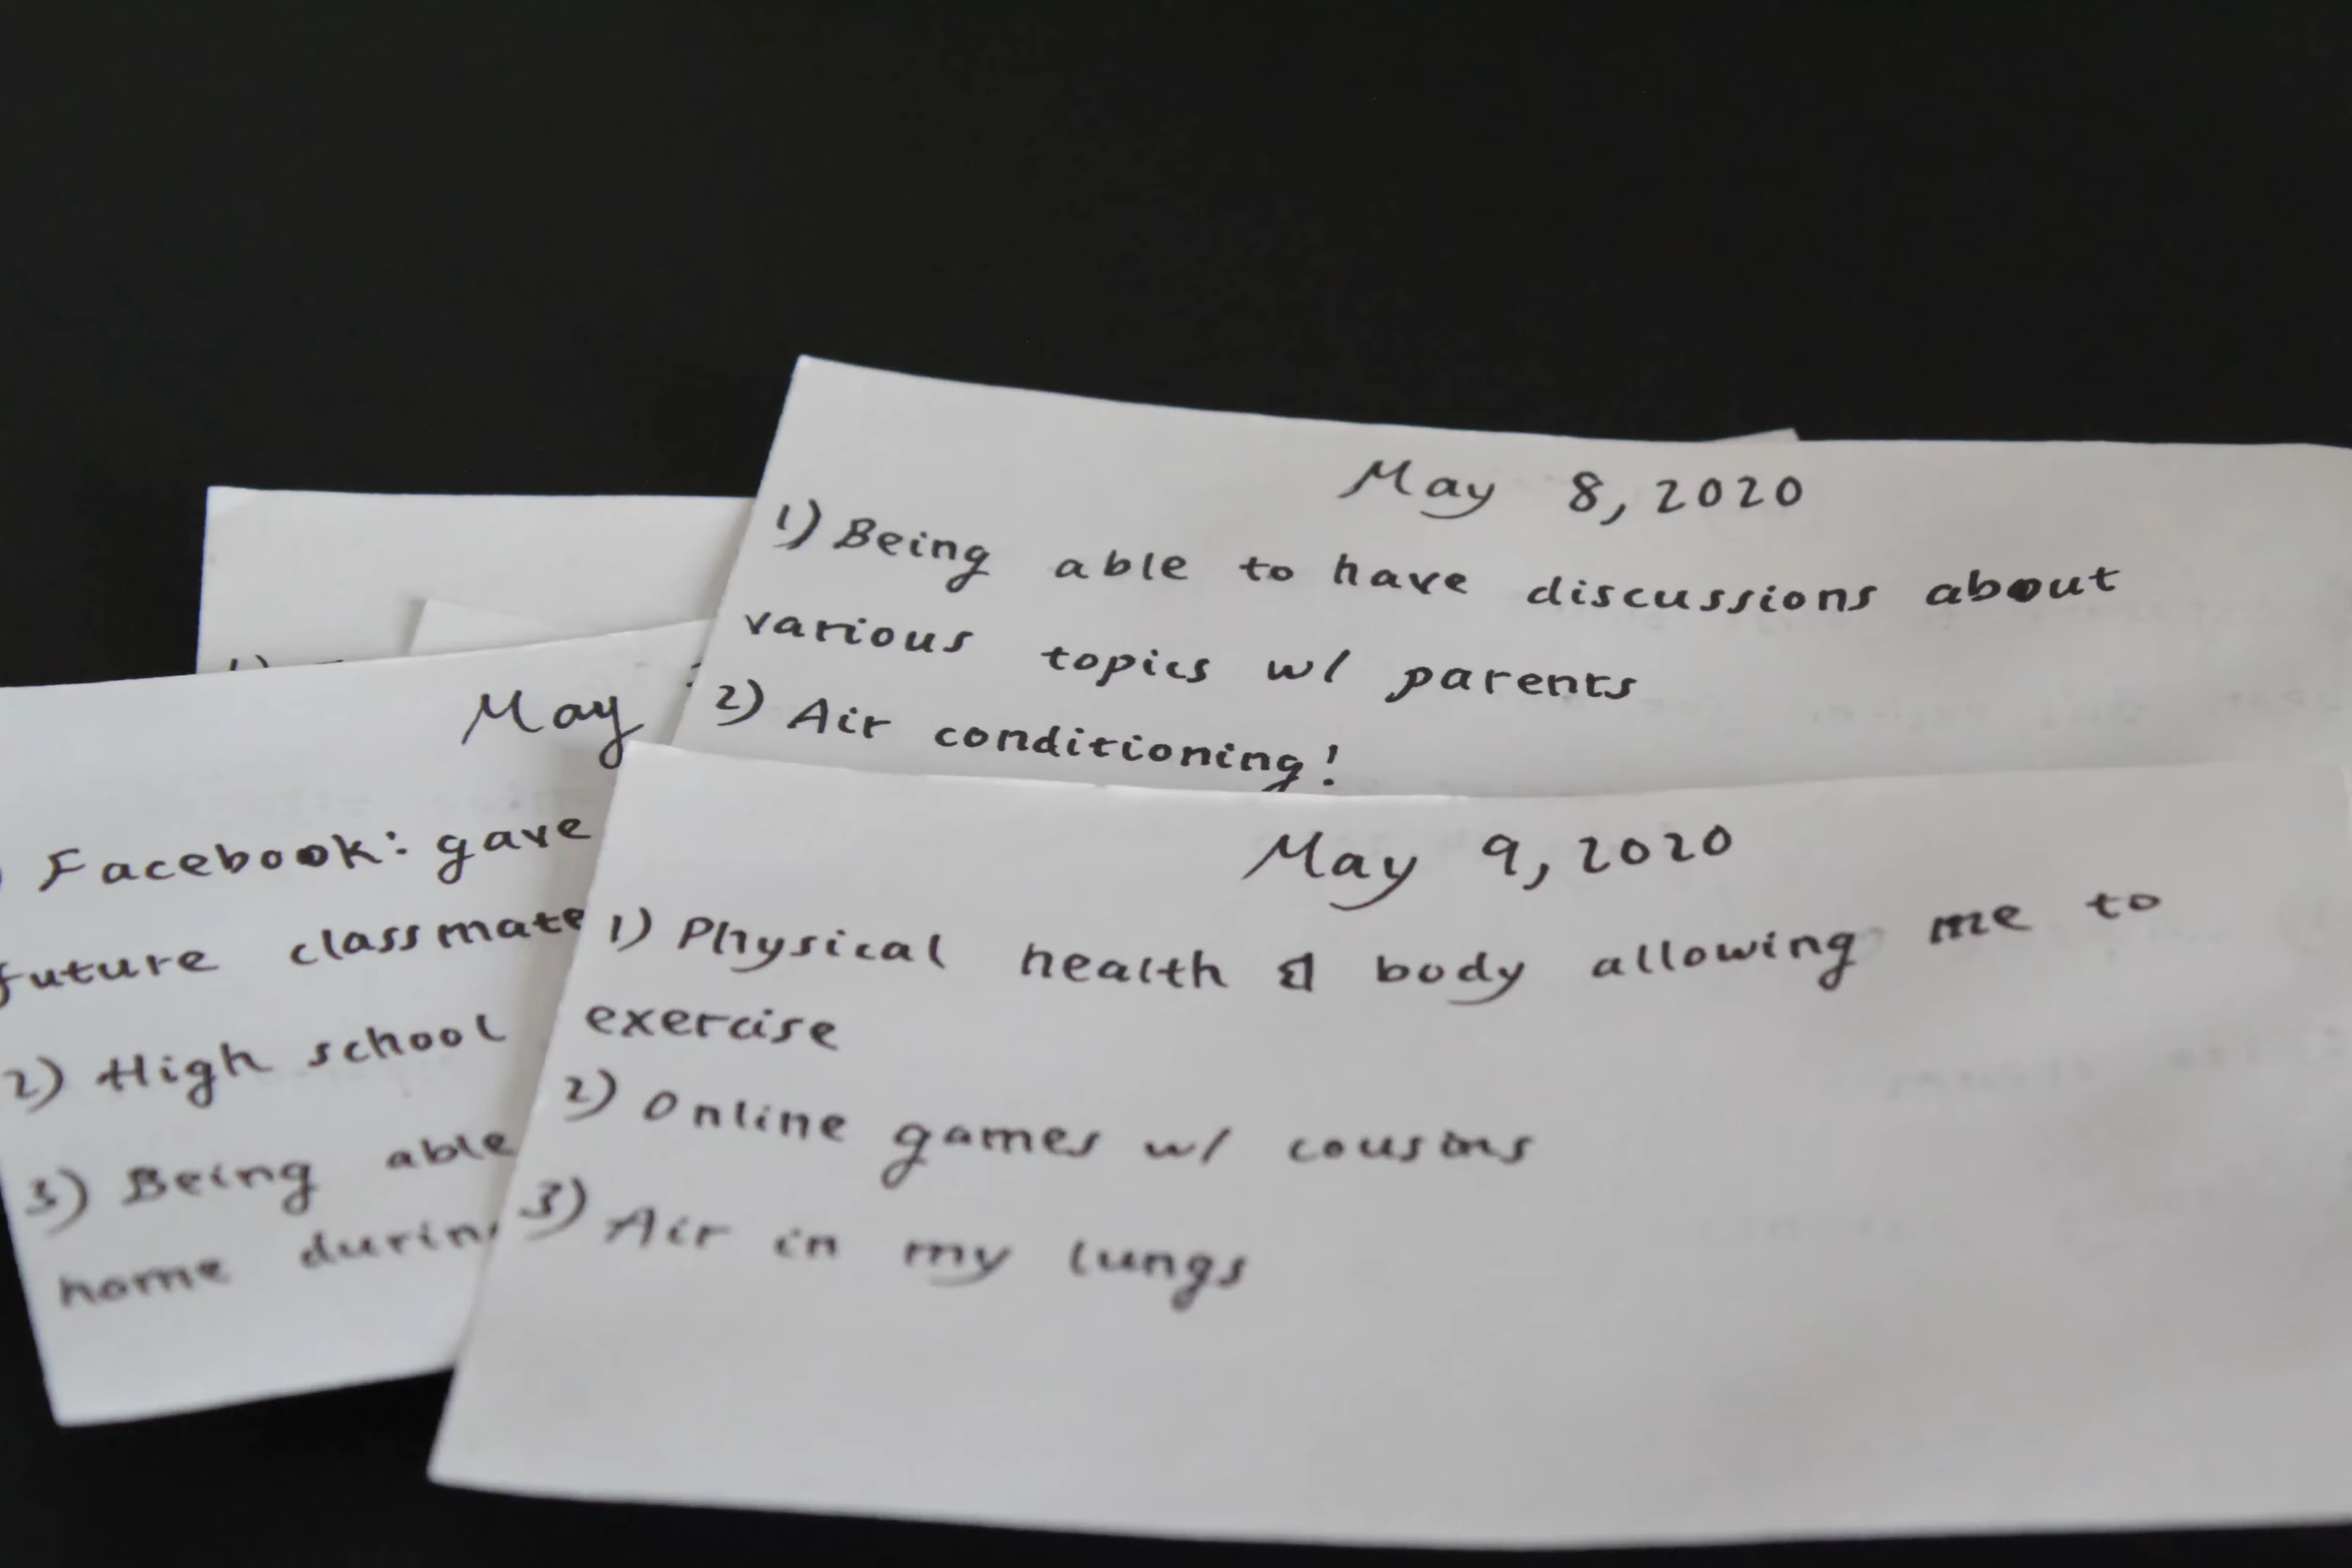 May 8, 2020
1) Being able to have discussions about
various topics w/ parents
2) Air conditioning!
May
Facebook: gave
future classmate
2) High school
3) Being able
home
May 9, 2020
1) Physical health & body allowing me to
exercise
2) Online games w/ cousins
3) Air in my lungs